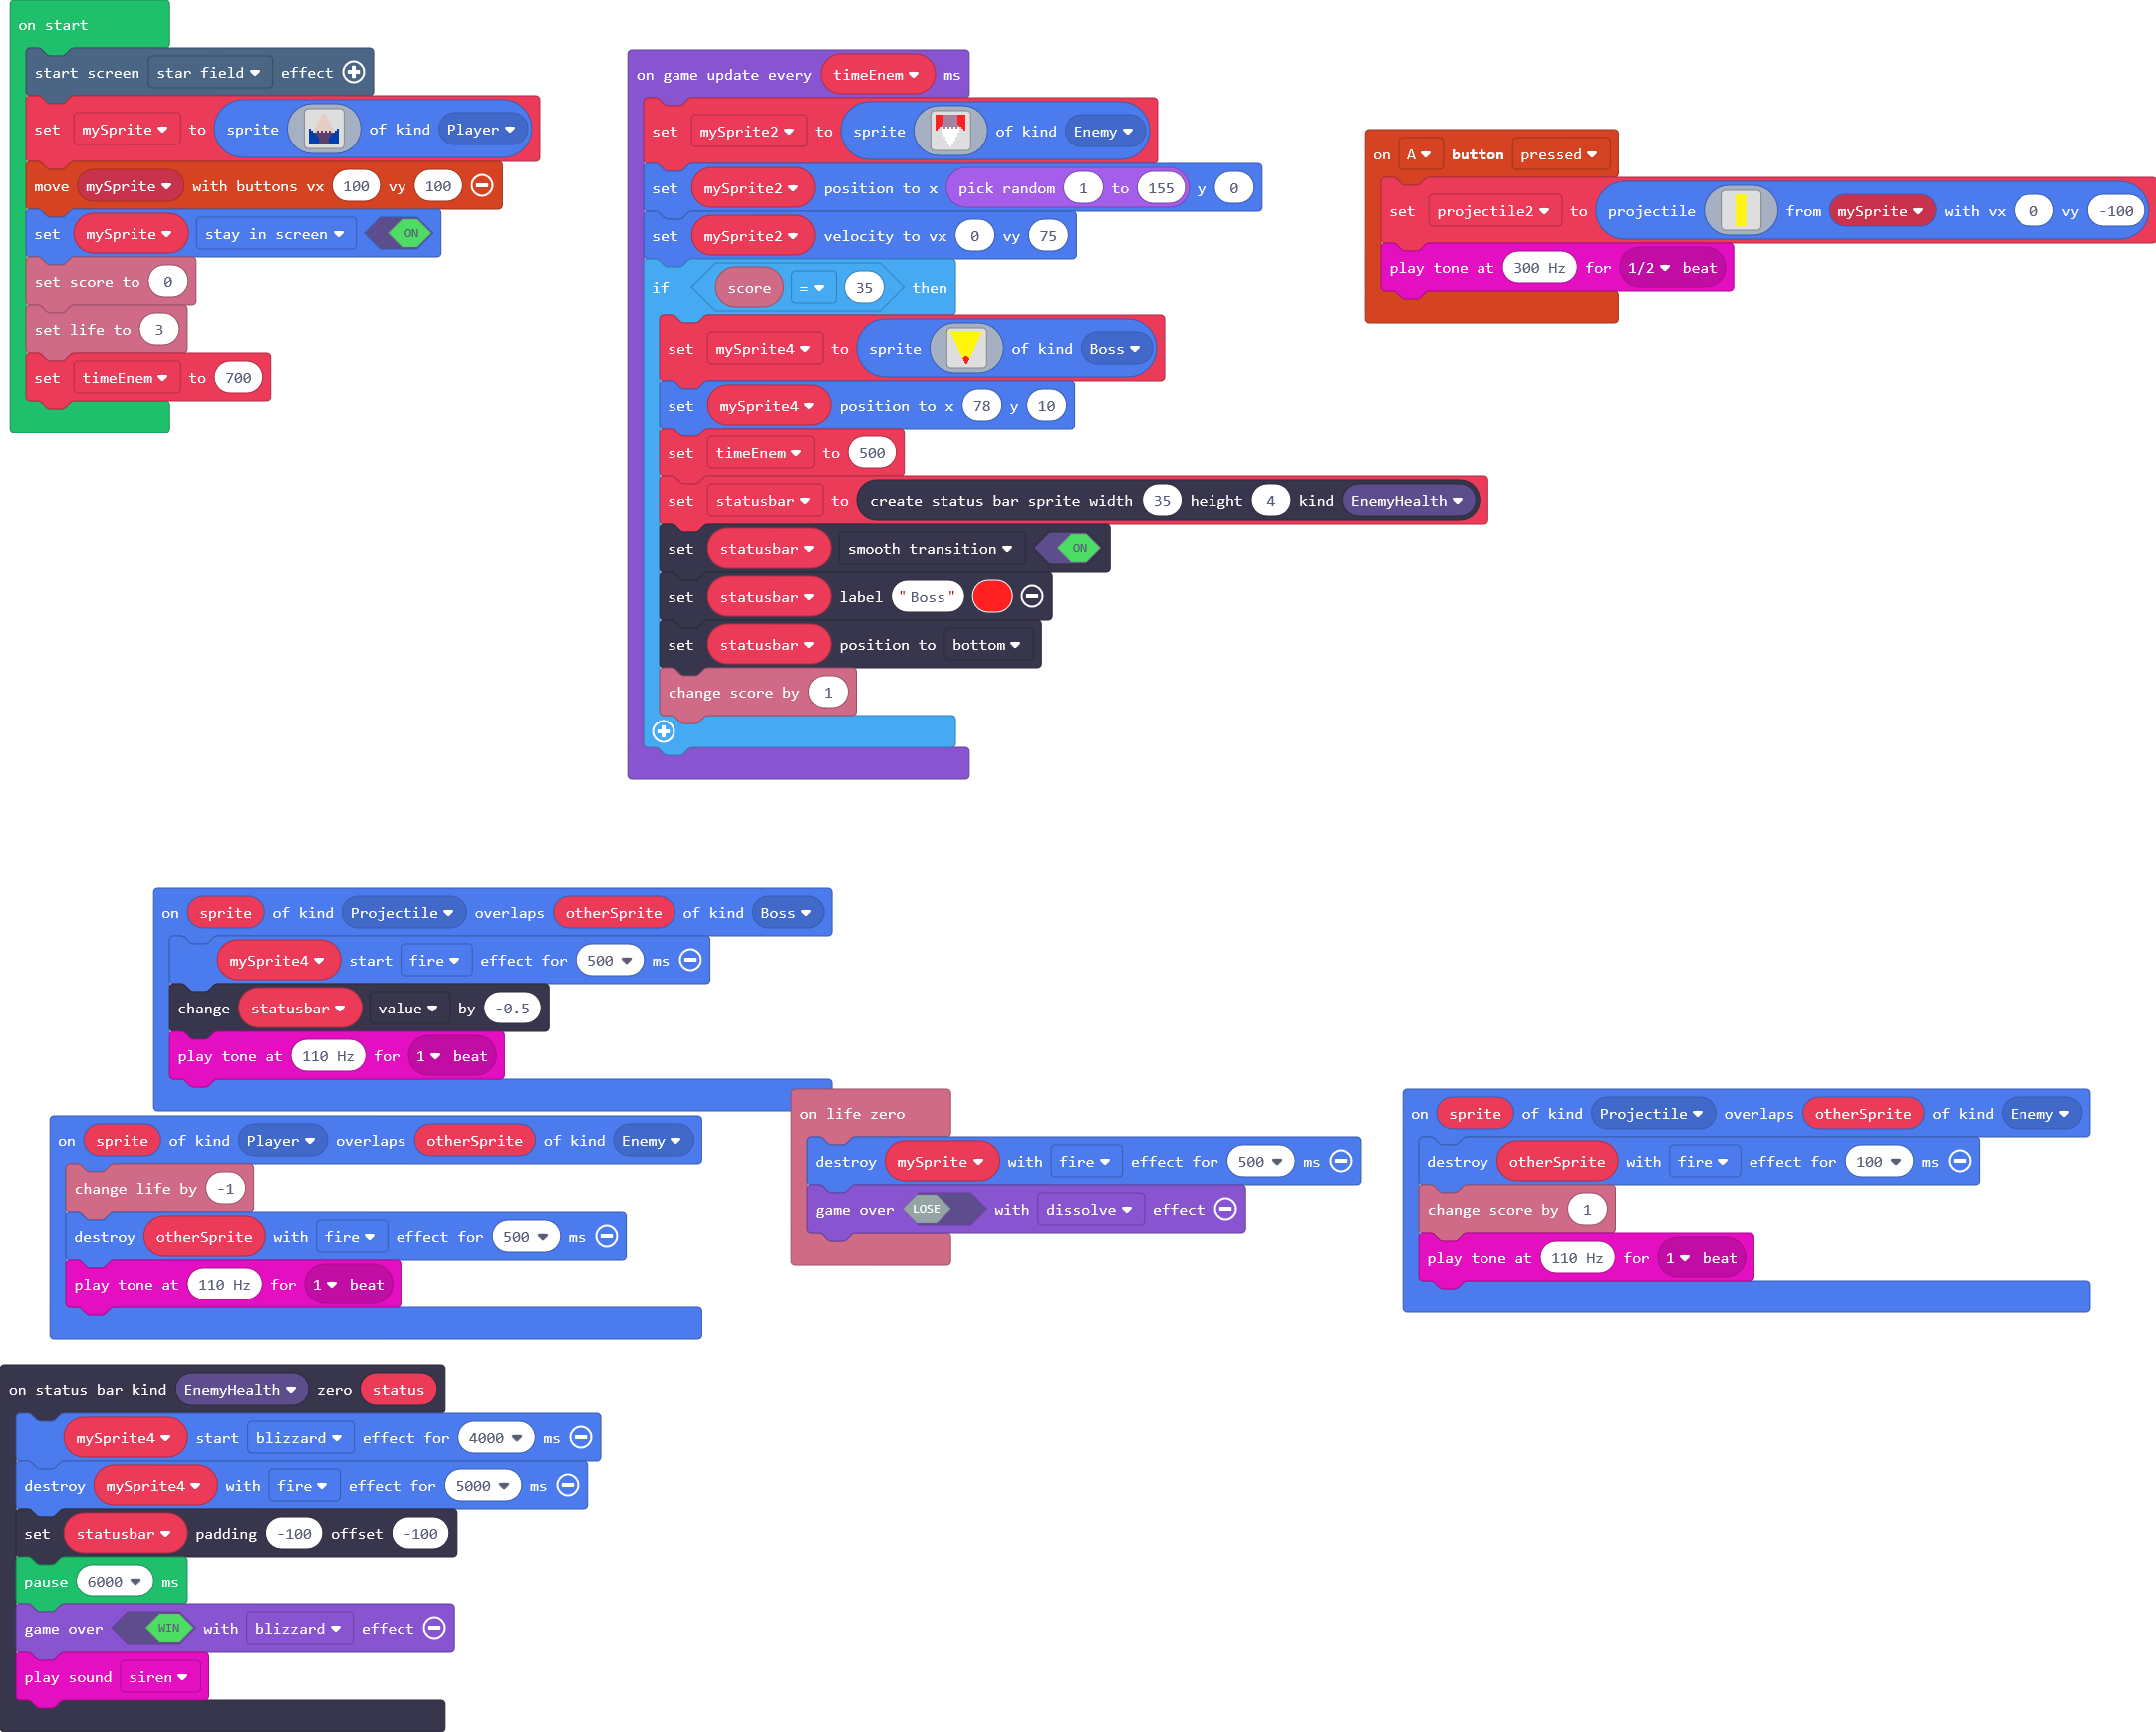 on start
start screen star field effect
set mySprite to sprite of kind Player
move mySprite with buttons vx 100 vy 100
set mySprite stay in screen ON
set score to 0
set life to 3
set timeEnem to 700
on game update every timeEnem ms
set mySprite2 to sprite of kind Enemy
set mySprite2 position to x pick random 1 to 155 y 0
set mySprite2 velocity to vx 0 vy 75
if score = 35 then
set mySprite4 to sprite of kind Boss
set mySprite4 position to x 78 y 10
set timeEnem to 500
set statusbar to create status bar sprite width 35 height 4 kind EnemyHealth
set statusbar smooth transition ON
set statusbar label "Boss"
set statusbar position to bottom
change score by 1
on A button pressed
set projectile2 to projectile from mySprite with vx 0 vy -100
play tone at 300 Hz for 1/2 beat
on sprite of kind Projectile overlaps otherSprite of kind Boss
mySprite4 start fire effect for 500 ms
change statusbar value by -0.5
play tone at 110 Hz for 1 beat
on sprite of kind Player overlaps otherSprite of kind Enemy
change life by -1
destroy otherSprite with fire effect for 500 ms
play tone at 110 Hz for 1 beat
on life zero
destroy mySprite with fire effect for 500 ms
game over LOSE with dissolve effect
on sprite of kind Projectile overlaps otherSprite of kind Enemy
destroy otherSprite with fire effect for 100 ms
change score by 1
play tone at 110 Hz for 1 beat
on status bar kind EnemyHealth zero status
mySprite4 start blizzard effect for 4000 ms
destroy mySprite4 with fire effect for 5000 ms
set statusbar padding -100 offset -100
pause 6000 ms
game over WIN with blizzard effect
play sound siren